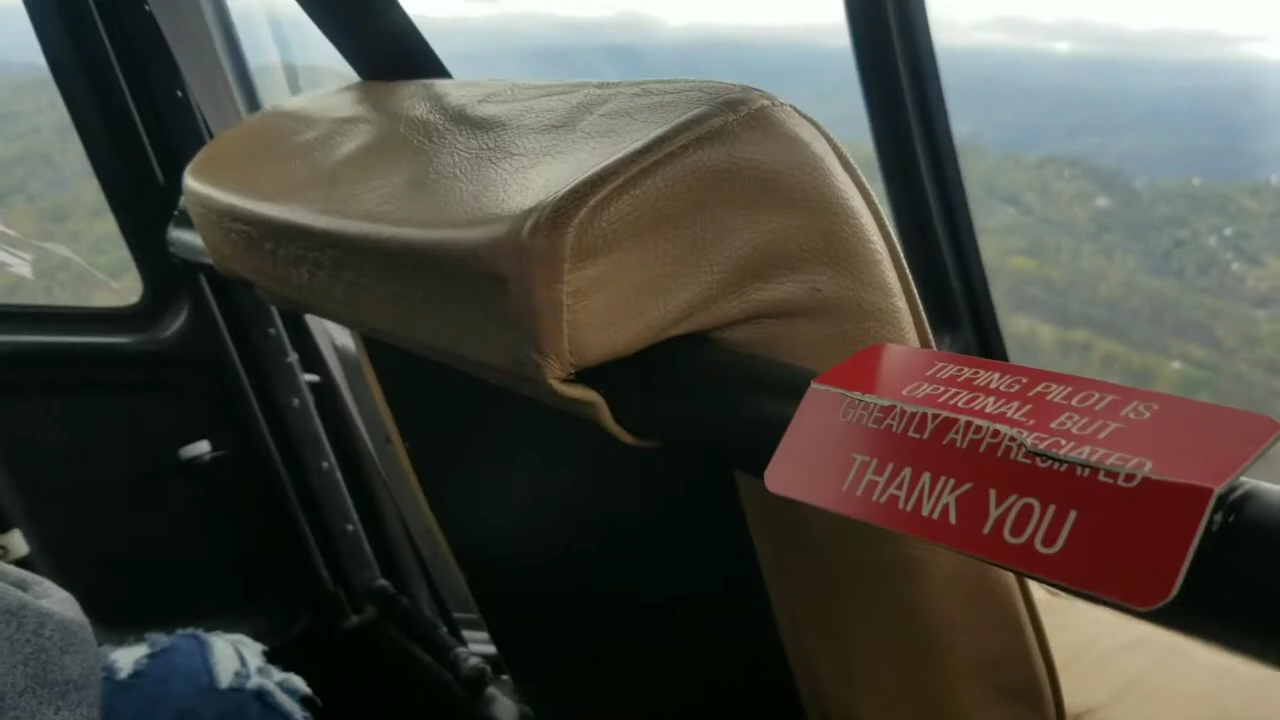 TIPPING PILOT IS
OPTIONAL, BUT
GREATLY APPRECIATED
THANK YOU